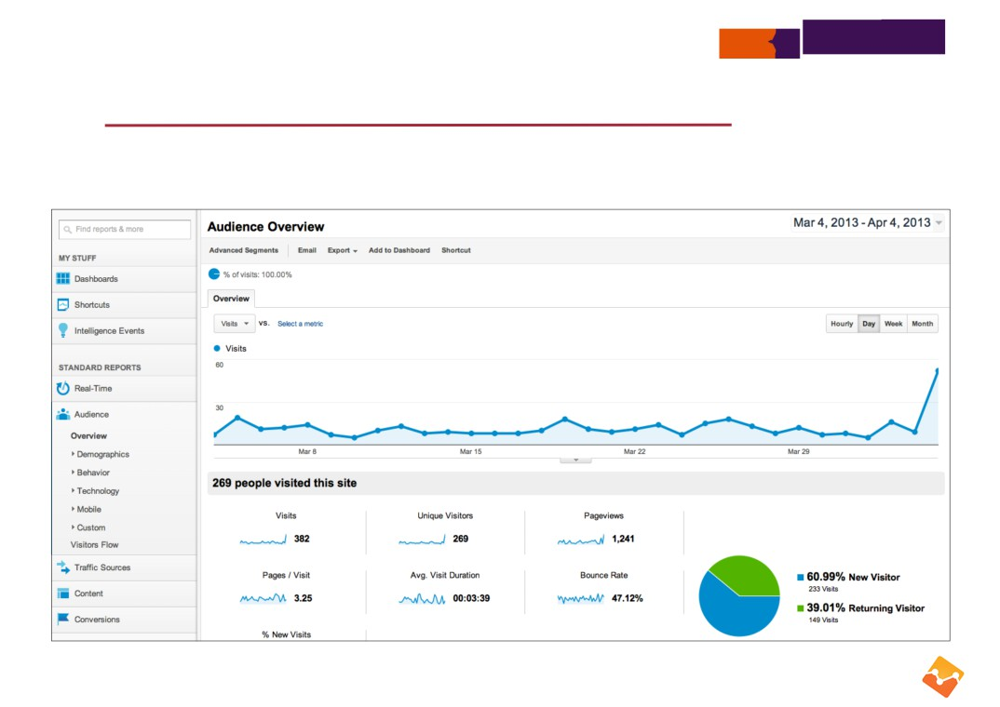 Find reports & more
MY STUFF
Dashboards
Shortcuts
Intelligence Events
STANDARD REPORTS
Real-Time
Audience
Overview
Demographics
Behavior
Technology
Mobile
Custom
Visitors Flow
Traffic Sources
Content
Conversions
Audience Overview
Mar 4, 2013 - Apr 4, 2013
Advanced Segments Email Export Add to Dashboard Shortcut
% of visits: 100.00%
Overview
Visits VS. Select a metric
Hourly Day Week Month
Visits
60
30
Mar 8 Mar 15 Mar 22 Mar 29
269 people visited this site
Visits
382
Unique Visitors
269
Pageviews
1,241
Pages / Visit
3.25
Avg. Visit Duration
00:03:39
Bounce Rate
47.12%
% New Visits
60.99% New Visitor
233 Visits
39.01% Returning Visitor
149 Visits